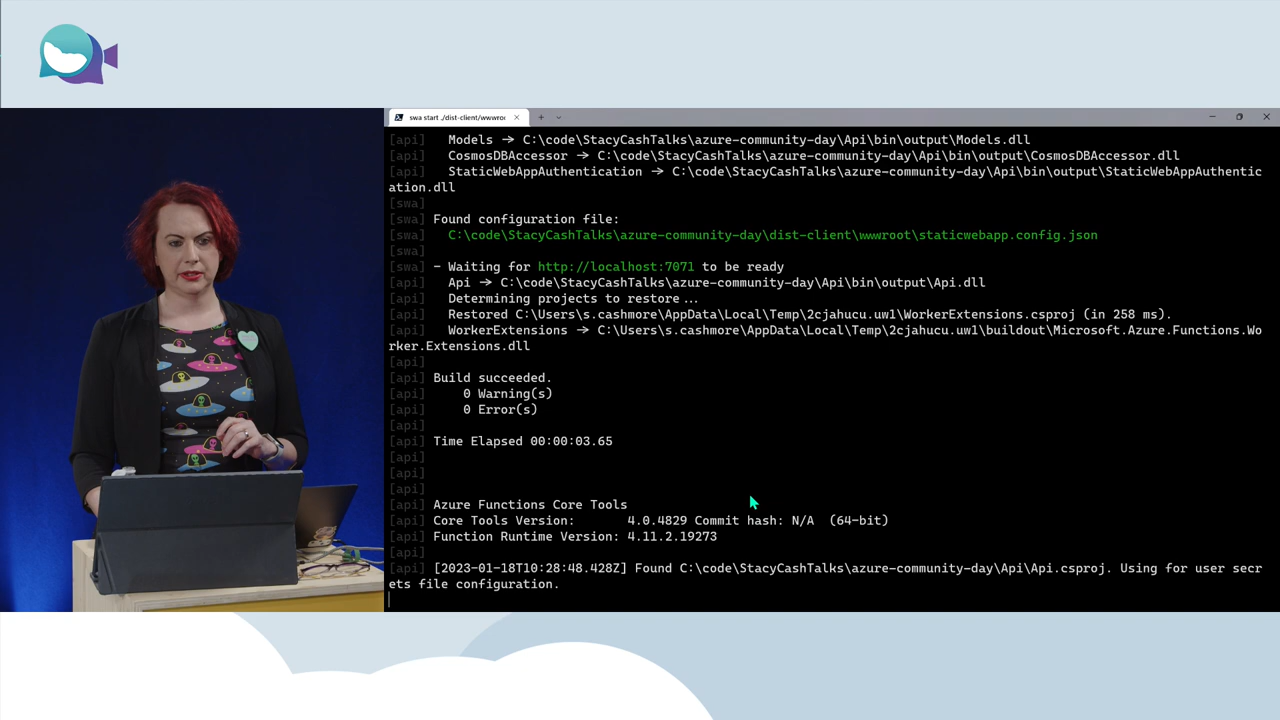 swa start ./dist-client/wwwroo
[api] Models → C:\code\StacyCashTalks\azure-community-day\Api\bin\output\Models.dll
[api] CosmosDBAccessor → C:\code\StacyCashTalks\azure-community-day\Api\bin\output\CosmosDBAccessor.dll
[api] StaticWebAppAuthentication → C:\code\StacyCashTalks\azure-community-day\Api\bin\output\StaticWebAppAuthentic
ation.dll
[swa]
[swa] Found configuration file:
[swa] C:\code\StacyCashTalks\azure-community-day\dist-client\wwwroot\staticwebapp.config.json
[swa]
[swa] - Waiting for http://localhost:7071 to be ready
[api] Api → C:\code\StacyCashTalks\azure-community-day\Api\bin\output\Api.dll
[api] Determining projects to restore...
[api] Restored C:\Users\s.cashmore\AppData\Local\Temp\2cjahucu.uw1\WorkerExtensions.csproj (in 258 ms).
[api] WorkerExtensions → C:\Users\s.cashmore\AppData\Local\Temp\2cjahucu.uw1\buildout\Microsoft.Azure.Functions.Wo
rker.Extensions.dll
[api]
[api] Build succeeded.
[api] 0 Warning(s)
[api] 0 Error(s)
[api]
[api] Time Elapsed 00:00:03.65
[api]
[api]
[api]
[api] Azure Functions Core Tools
[api] Core Tools Version: 4.0.4829 Commit hash: N/A (64-bit)
[api] Function Runtime Version: 4.11.2.19273
[api]
[api] [2023-01-18T10:28:48.428Z] Found C:\code\StacyCashTalks\azure-community-day\Api\Api.csproj. Using for user secr
ets file configuration.